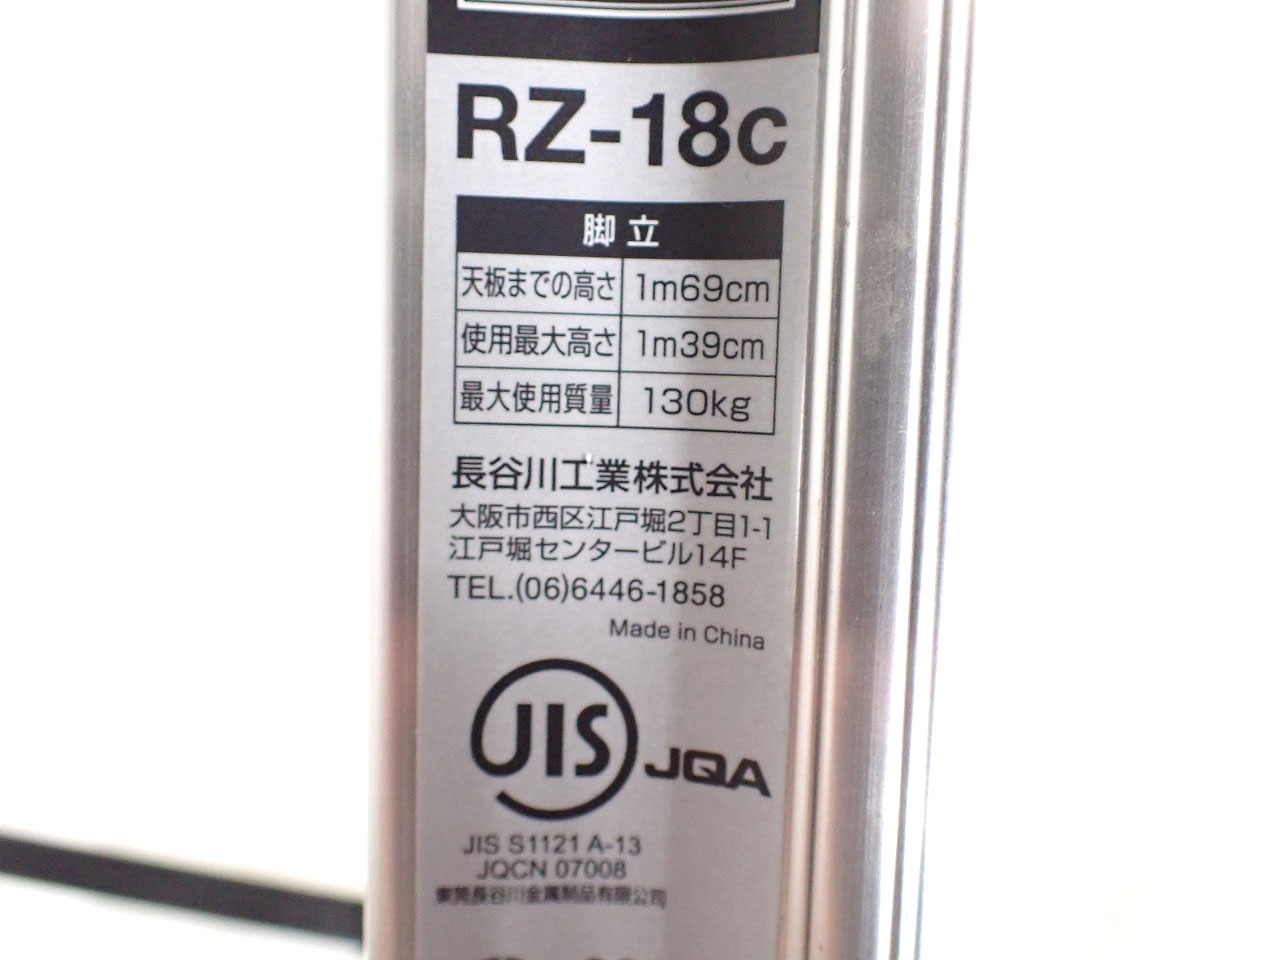 RZ-18c
脚立
天板までの高さ 1m69cm
使用最大高さ 1m39cm
最大使用質量 130kg
長谷川工業株式会社
大阪市西区江戸堀2丁目1-1
江戸堀センタービル14F
TEL.(06)6446-1858
Made in China
JIS JQA
JIS S1121 A-13
JQCN 07008
東莞長谷川金属制品有限公司